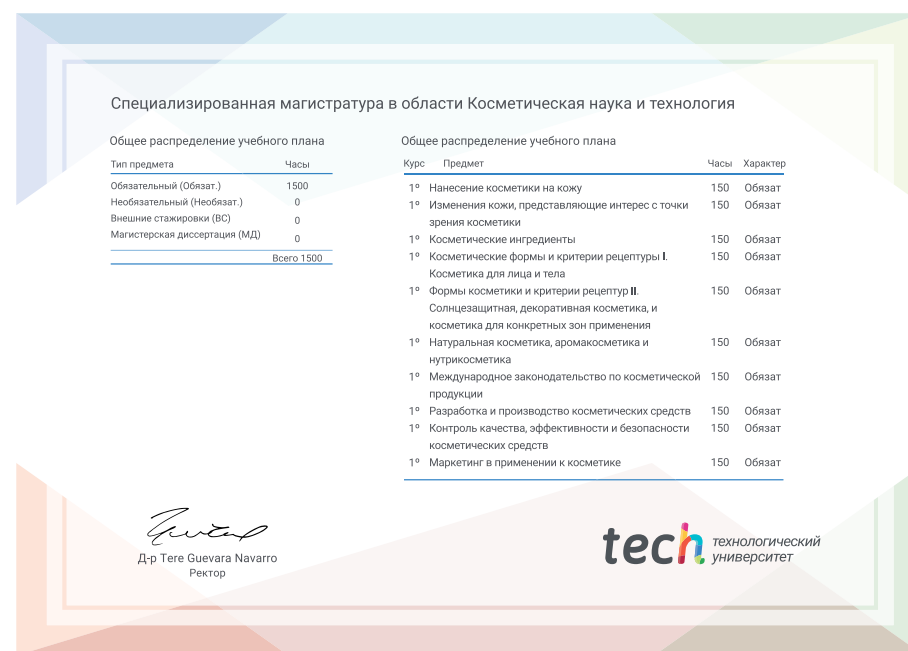 Специализированная магистратура в области Косметическая наука и технология
Общее распределение учебного плана
Тип предмета Часы
Обязательный (Обязат.) 1500
Необязательный (Необязат.) 0
Внешние стажировки (ВС) 0
Магистерская диссертация (МД) 0
Всего 1500
Общее распределение учебного плана
Курс Предмет Часы Характер
1º Нанесение косметики на кожу 150 Обязат
1º Изменения кожи, представляющие интерес с точки 150 Обязат
зрения косметики
1º Косметические ингредиенты 150 Обязат
1º Косметические формы и критерии рецептуры I. 150 Обязат
Косметика для лица и тела
1º Формы косметики и критерии рецептур II. 150 Обязат
Солнцезащитная, декоративная косметика, и
косметика для конкретных зон применения
1º Натуральная косметика, аромакосметика и 150 Обязат
нутрикосметика
1º Международное законодательство по косметической 150 Обязат
продукции
1º Разработка и производство косметических средств 150 Обязат
1º Контроль качества, эффективности и безопасности 150 Обязат
косметических средств
1º Маркетинг в применении к косметике 150 Обязат
Д-р Tere Guevara Navarro
Ректор
tech технологический
университет